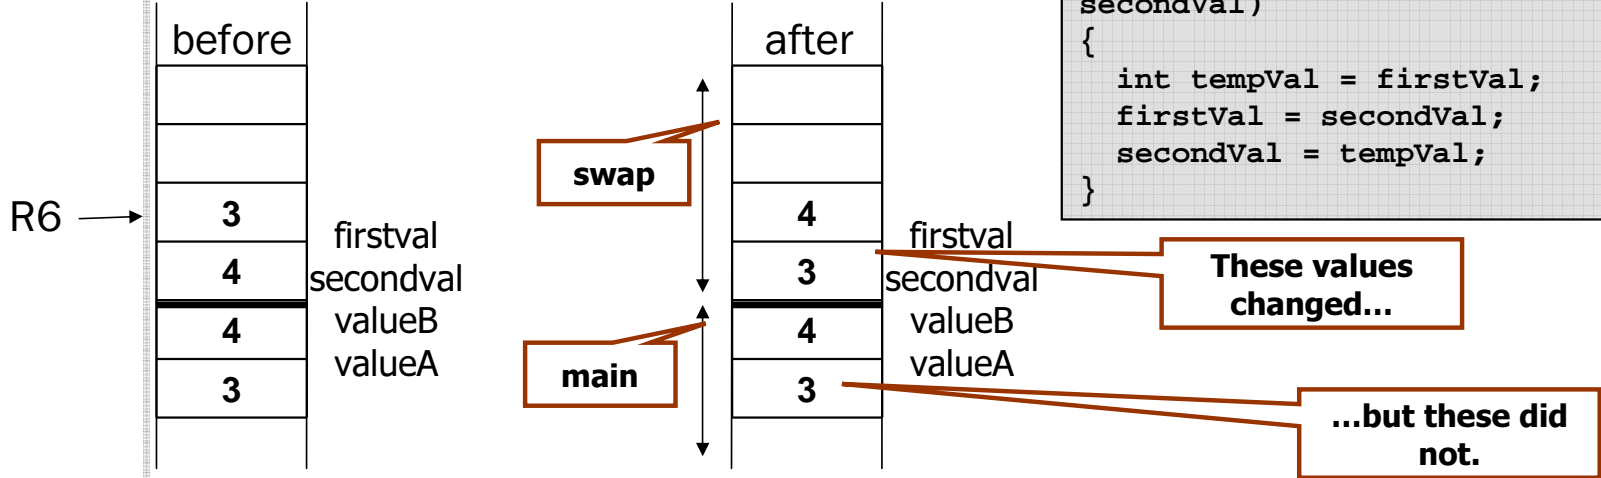 before
R6
3
4
4
3
firstval
secondval
valueB
valueA
swap
main
after
4
3
4
3
firstval
secondval
valueB
valueA
secondVal)
{
int tempVal = firstVal;
firstVal = secondVal;
secondVal = tempVal;
}
These values
changed...
...but these did
not.